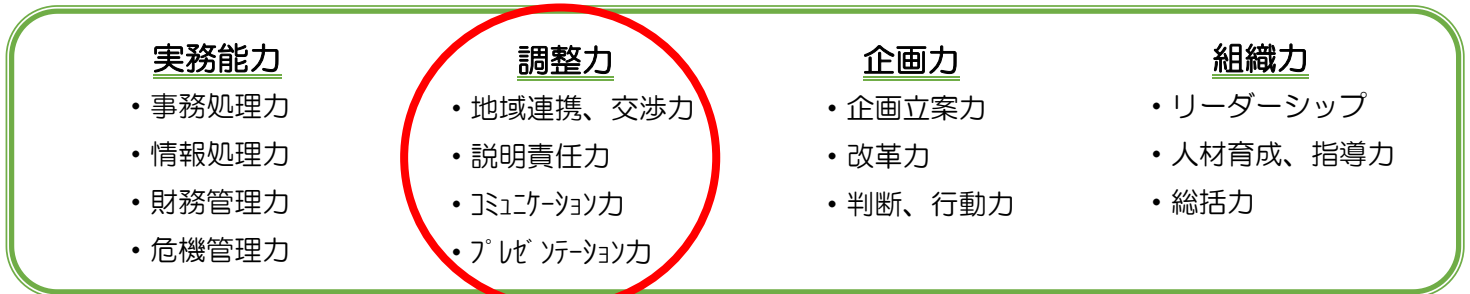 実務能力
・事務処理力
・情報処理力
・財務管理力
・危機管理力
調整力
・地域連携、交渉力
・説明責任力
・ｺﾐｭﾆｹｰｼｮﾝ力
・ﾌﾟﾚｾﾞﾝﾃｰｼｮﾝ力
企画力
・企画立案力
・改革力
・判断、行動力
組織力
・リーダーシップ
・人材育成、指導力
・総括力